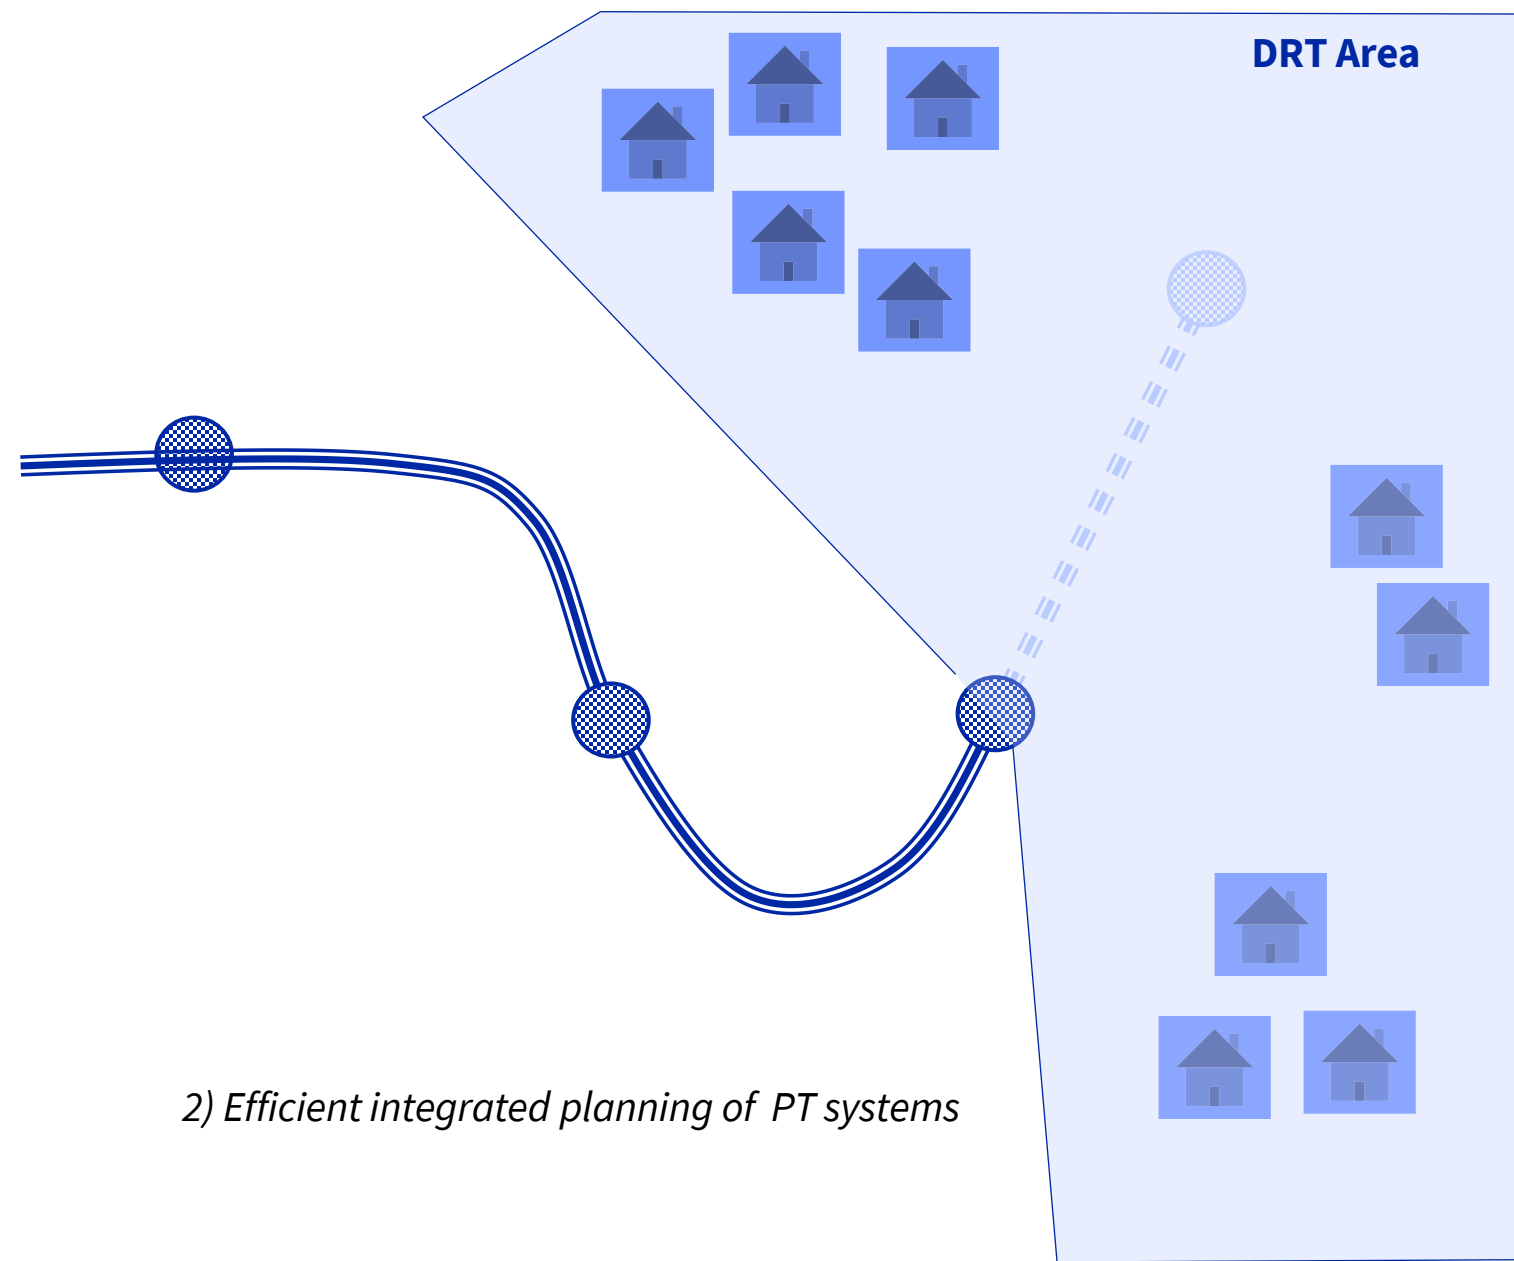 DRT Area
2) Efficient integrated planning of PT systems